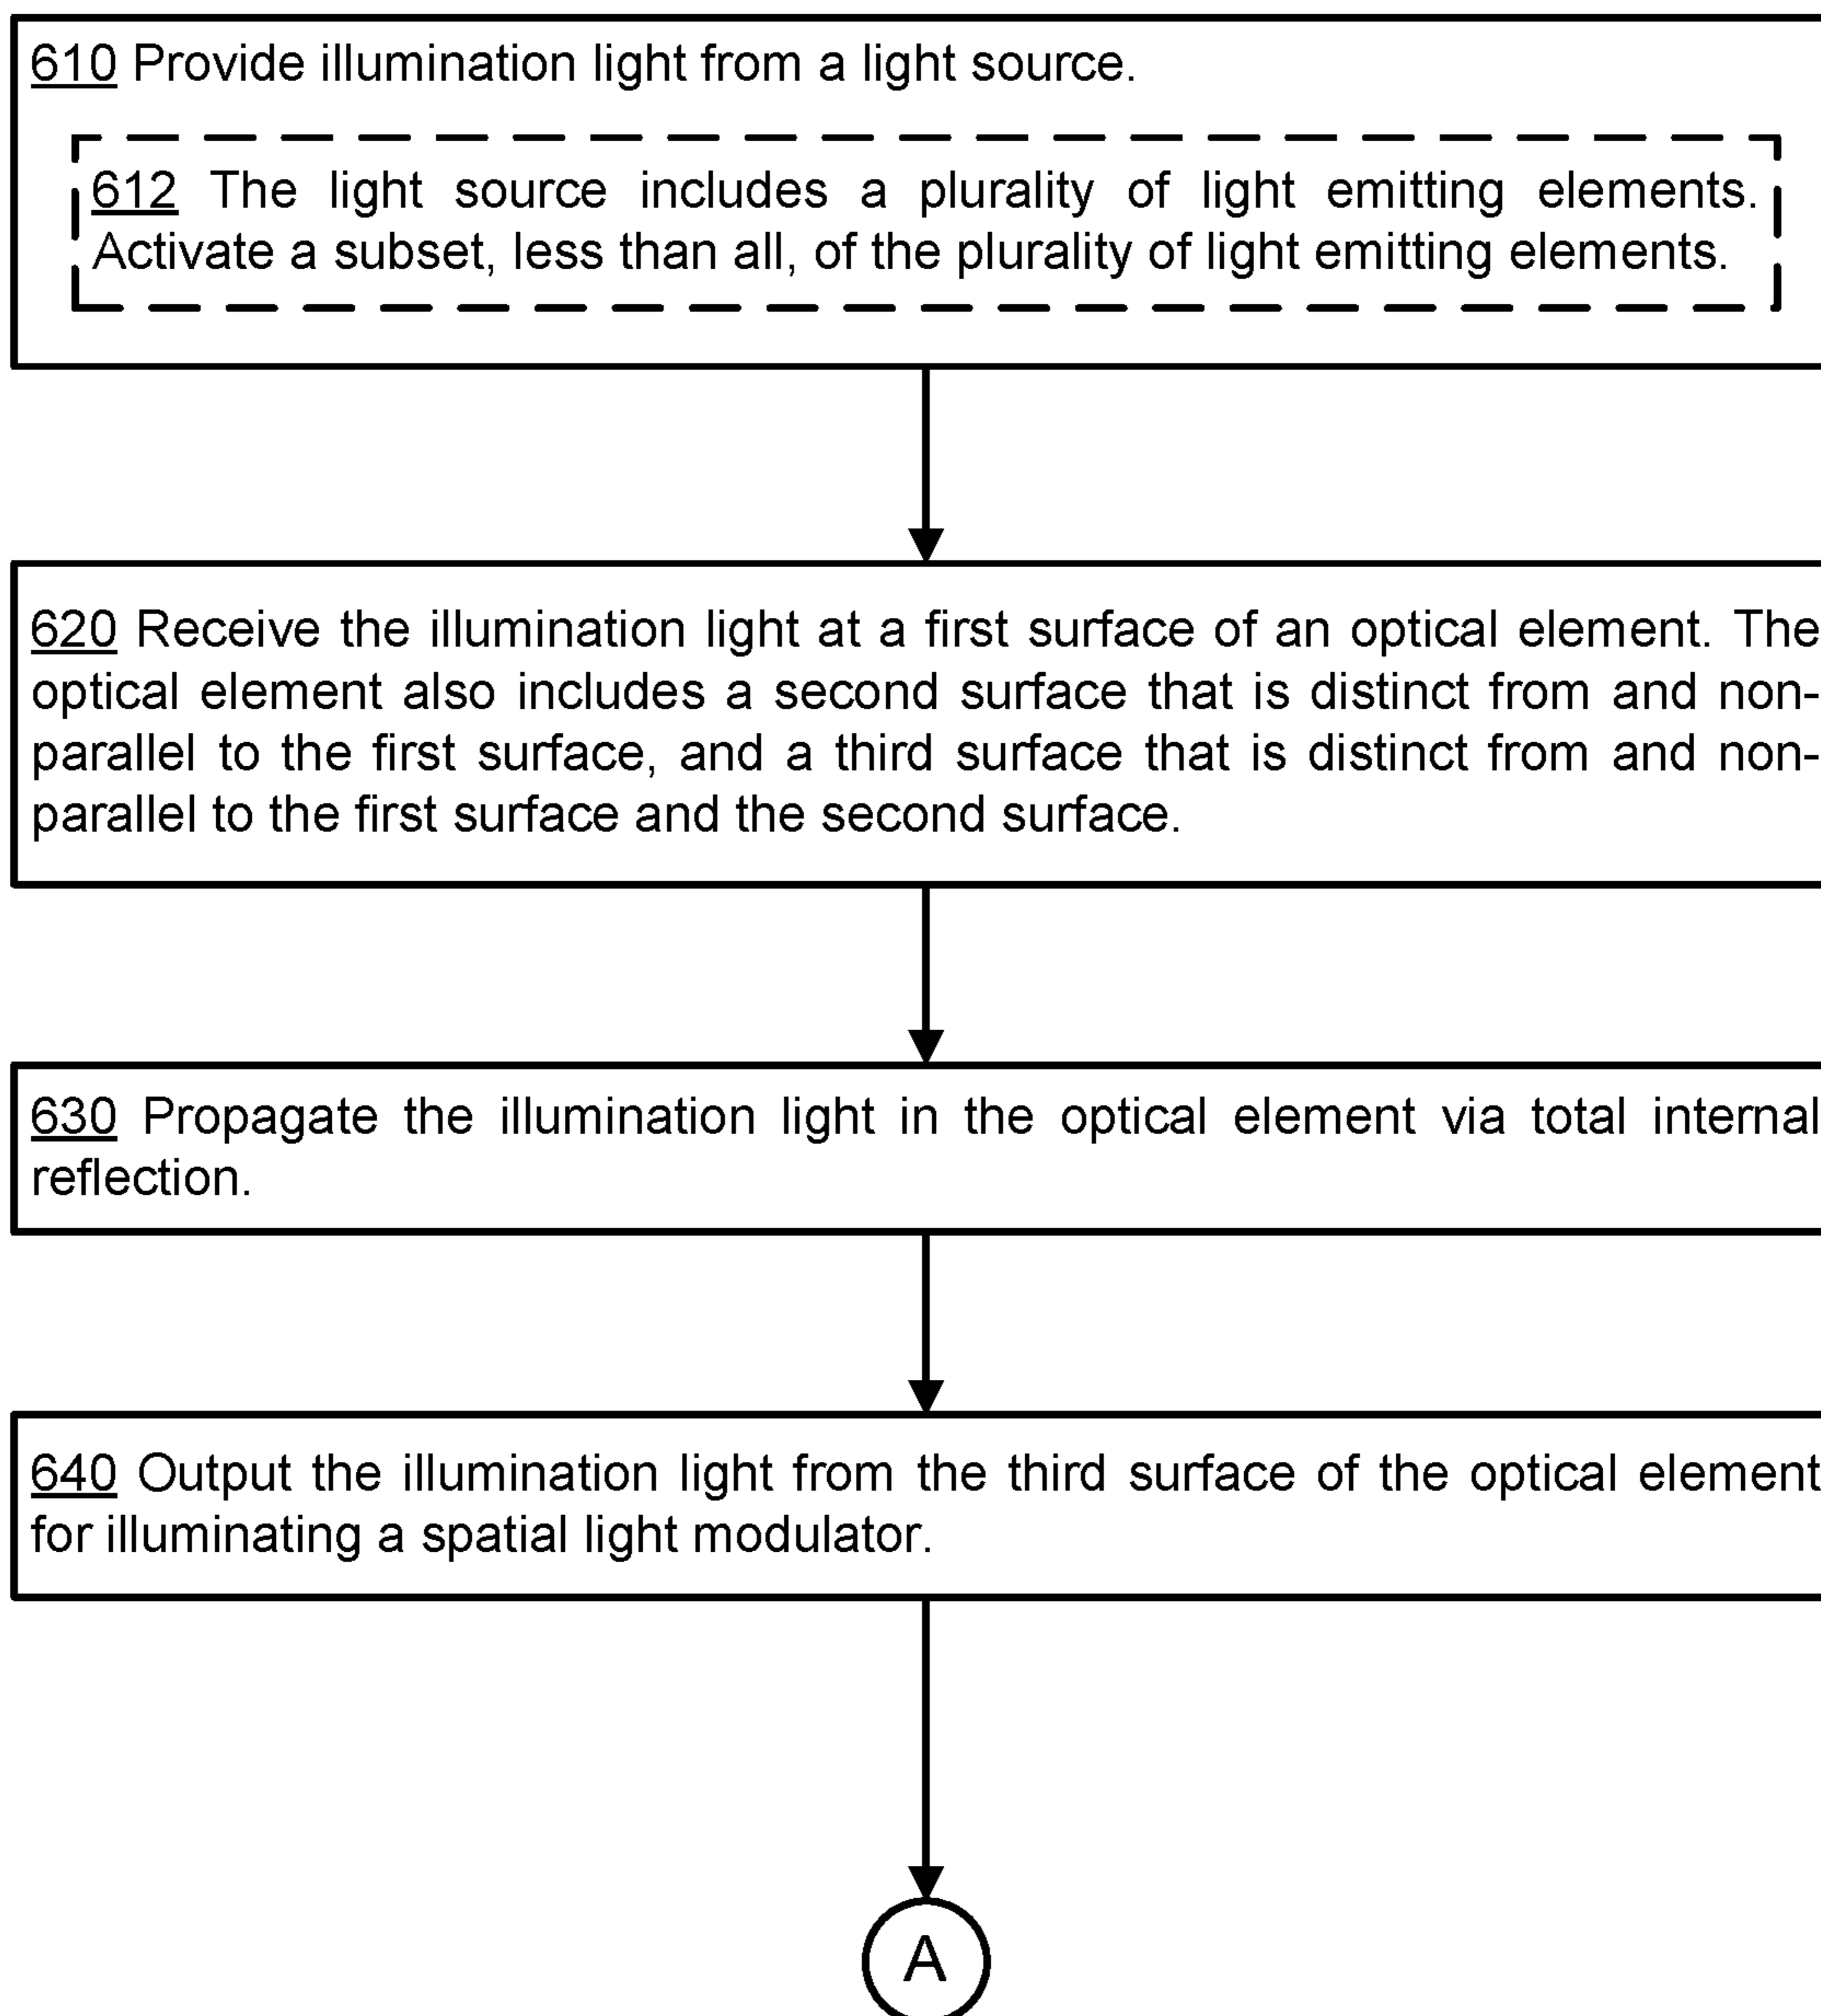 610 Provide illumination light from a light source.
612 The light source includes a plurality of light emitting elements.
Activate a subset, less than all, of the plurality of light emitting elements.
620 Receive the illumination light at a first surface of an optical element. The
optical element also includes a second surface that is distinct from and non-
parallel to the first surface, and a third surface that is distinct from and non-
parallel to the first surface and the second surface.
630 Propagate the illumination light in the optical element via total internal
reflection.
640 Output the illumination light from the third surface of the optical element
for illuminating a spatial light modulator.
A